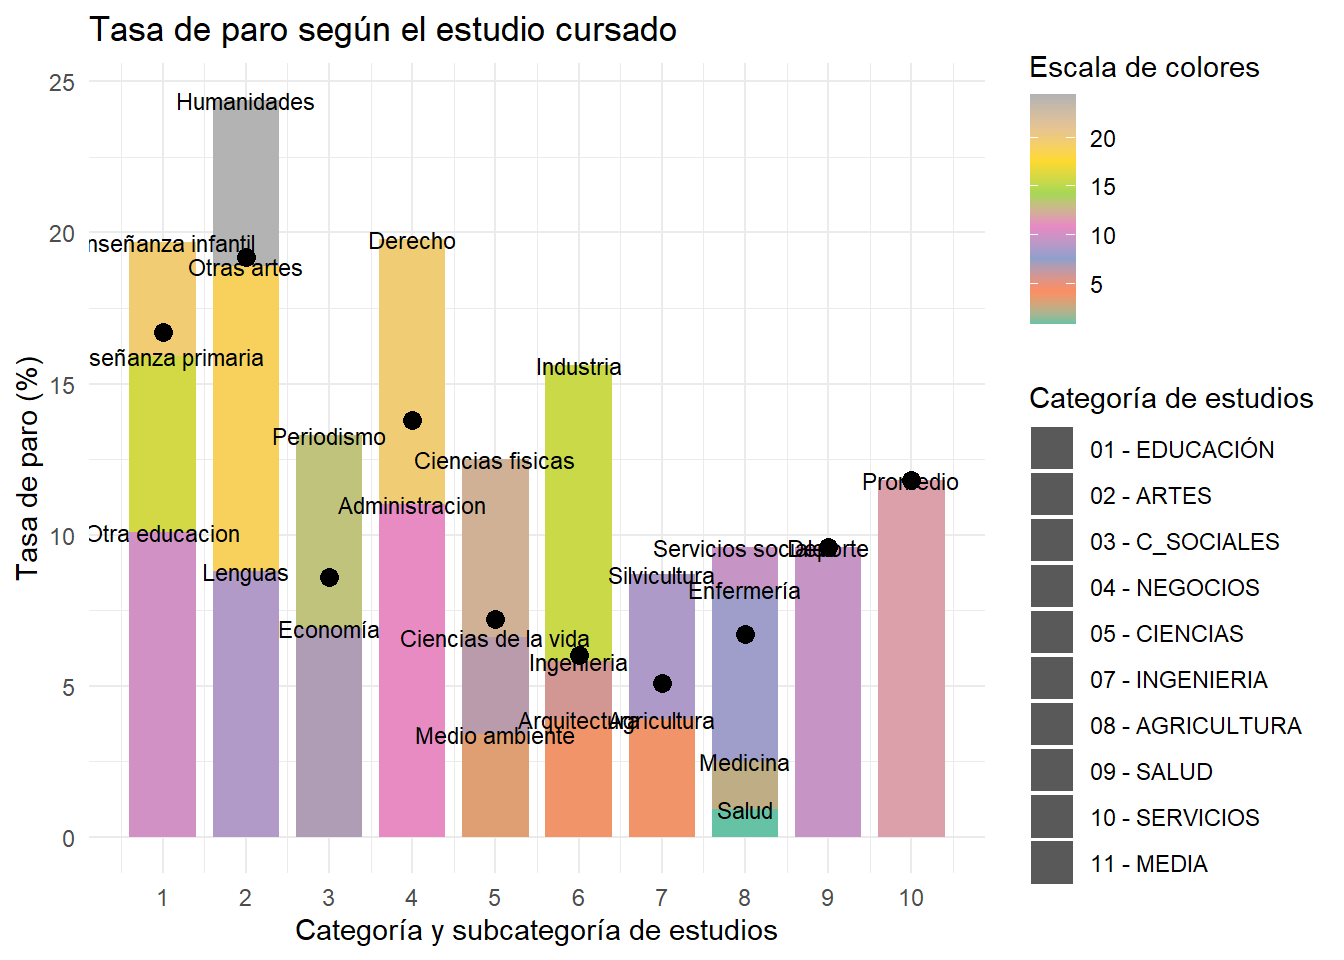 Tasa de paro según el estudio cursado
Tasa de paro (%)
25
20
15
10
5
0
Humanidades
nseñanza infantil
Otras artes
Derecho
señanza primaria
Industria
Periodismo
Ciencias fisicas
Administracion
Promedio
Otra educacion
Servicios sociales
Deporte
Lenguas
Silvicultura
Enfermería
Economía
Ciencias de la vida
Ingenieria
Arquitectura
Agricultura
Medio ambiente
Medicina
Salud
1 2 3 4 5 6 7 8 9 10
Categoría y subcategoría de estudios
Escala de colores
20
15
10
5
Categoría de estudios
01 - EDUCACIÓN
02 - ARTES
03 - C_SOCIALES
04 - NEGOCIOS
05 - CIENCIAS
07 - INGENIERIA
08 - AGRICULTURA
09 - SALUD
10 - SERVICIOS
11 - MEDIA